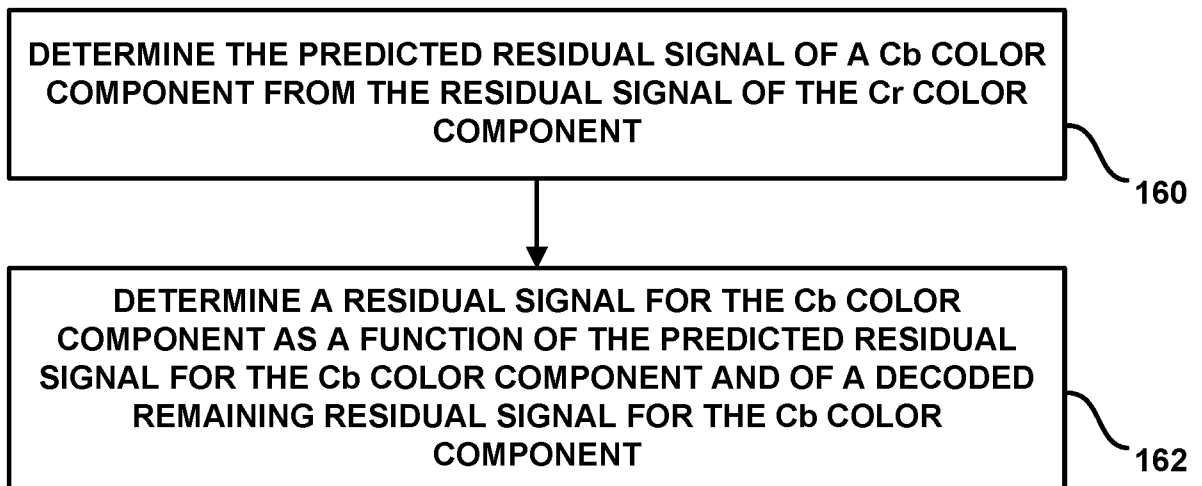 DETERMINE THE PREDICTED RESIDUAL SIGNAL OF A Cb COLOR
COMPONENT FROM THE RESIDUAL SIGNAL OF THE Cr COLOR
COMPONENT
160
DETERMINE A RESIDUAL SIGNAL FOR THE Cb COLOR
COMPONENT AS A FUNCTION OF THE PREDICTED RESIDUAL
SIGNAL FOR THE Cb COLOR COMPONENT AND OF A DECODED
REMAINING RESIDUAL SIGNAL FOR THE Cb COLOR
COMPONENT
162